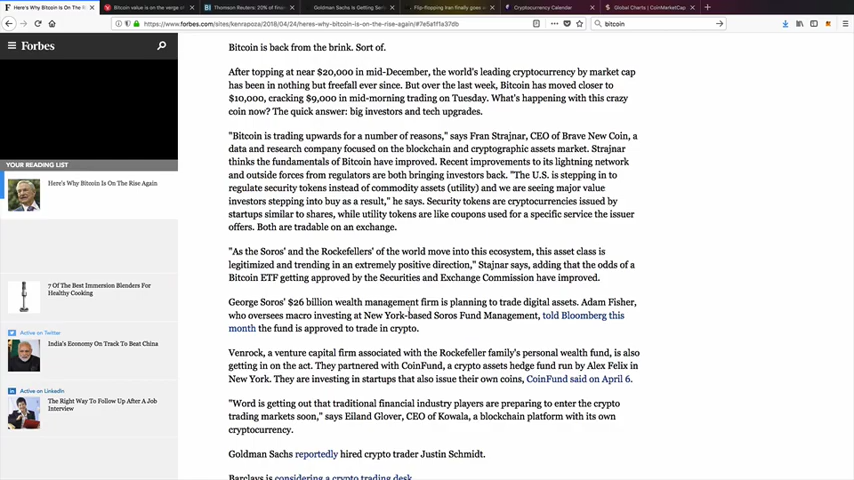 Here's Why Bitcoin Is On The R
Bitcoin value is on the verge o
Thomson Reuters: 20% of finan
Goldman Sachs is Getting Serio
Flip-flopping Iran finally goes
Cryptocurrency Calendar
Global Charts | CoinMarketCap
https://www.forbes.com/sites/kenrapoza/2018/04/24/heres-why-bitcoin-is-on-the-rise-again/#7e5a1f1a37db
bitcoin
Forbes
YOUR READING LIST
Here's Why Bitcoin Is On The Rise Again
7 Of The Best Immersion Blenders For
Healthy Cooking
Active on Twitter
India's Economy On Track To Beat China
Active on LinkedIn
The Right Way To Follow Up After A Job
Interview
Bitcoin is back from the brink. Sort of.
After topping at near $20,000 in mid-December, the world's leading cryptocurrency by market cap
has been in nothing but freefall ever since. But over the last week, Bitcoin has moved closer to
$10,000, cracking $9,000 in mid-morning trading on Tuesday. What's happening with this crazy
coin now? The quick answer: big investors and tech upgrades.
"Bitcoin is trading upwards for a number of reasons," says Fran Strajnar, CEO of Brave New Coin, a
data and research company focused on the blockchain and cryptographic assets market. Strajnar
thinks the fundamentals of Bitcoin have improved. Recent improvements to its lightning network
and outside forces from regulators are both bringing investors back. "The U.S. is stepping in to
regulate security tokens instead of commodity assets (utility) and we are seeing major value
investors stepping into buy as a result," he says. Security tokens are cryptocurrencies issued by
startups similar to shares, while utility tokens are like coupons used for a specific service the issuer
offers. Both are tradable on an exchange.
"As the Soros' and the Rockefellers' of the world move into this ecosystem, this asset class is
legitimized and trending in an extremely positive direction," Stajnar says, adding that the odds of a
Bitcoin ETF getting approved by the Securities and Exchange Commission have improved.
George Soros' $26 billion wealth management firm is planning to trade digital assets. Adam Fisher,
who oversees macro investing at New York-based Soros Fund Management, told Bloomberg this
month the fund is approved to trade in crypto.
Venrock, a venture capital firm associated with the Rockefeller family's personal wealth fund, is also
getting in on the act. They partnered with CoinFund, a crypto assets hedge fund run by Alex Felix in
New York. They are investing in startups that also issue their own coins, CoinFund said on April 6.
"Word is getting out that traditional financial industry players are preparing to enter the crypto
trading markets soon," says Eiland Glover, CEO of Kowala, a blockchain platform with its own
cryptocurrency.
Goldman Sachs reportedly hired crypto trader Justin Schmidt.
Barclays is considering a crypto trading desk.